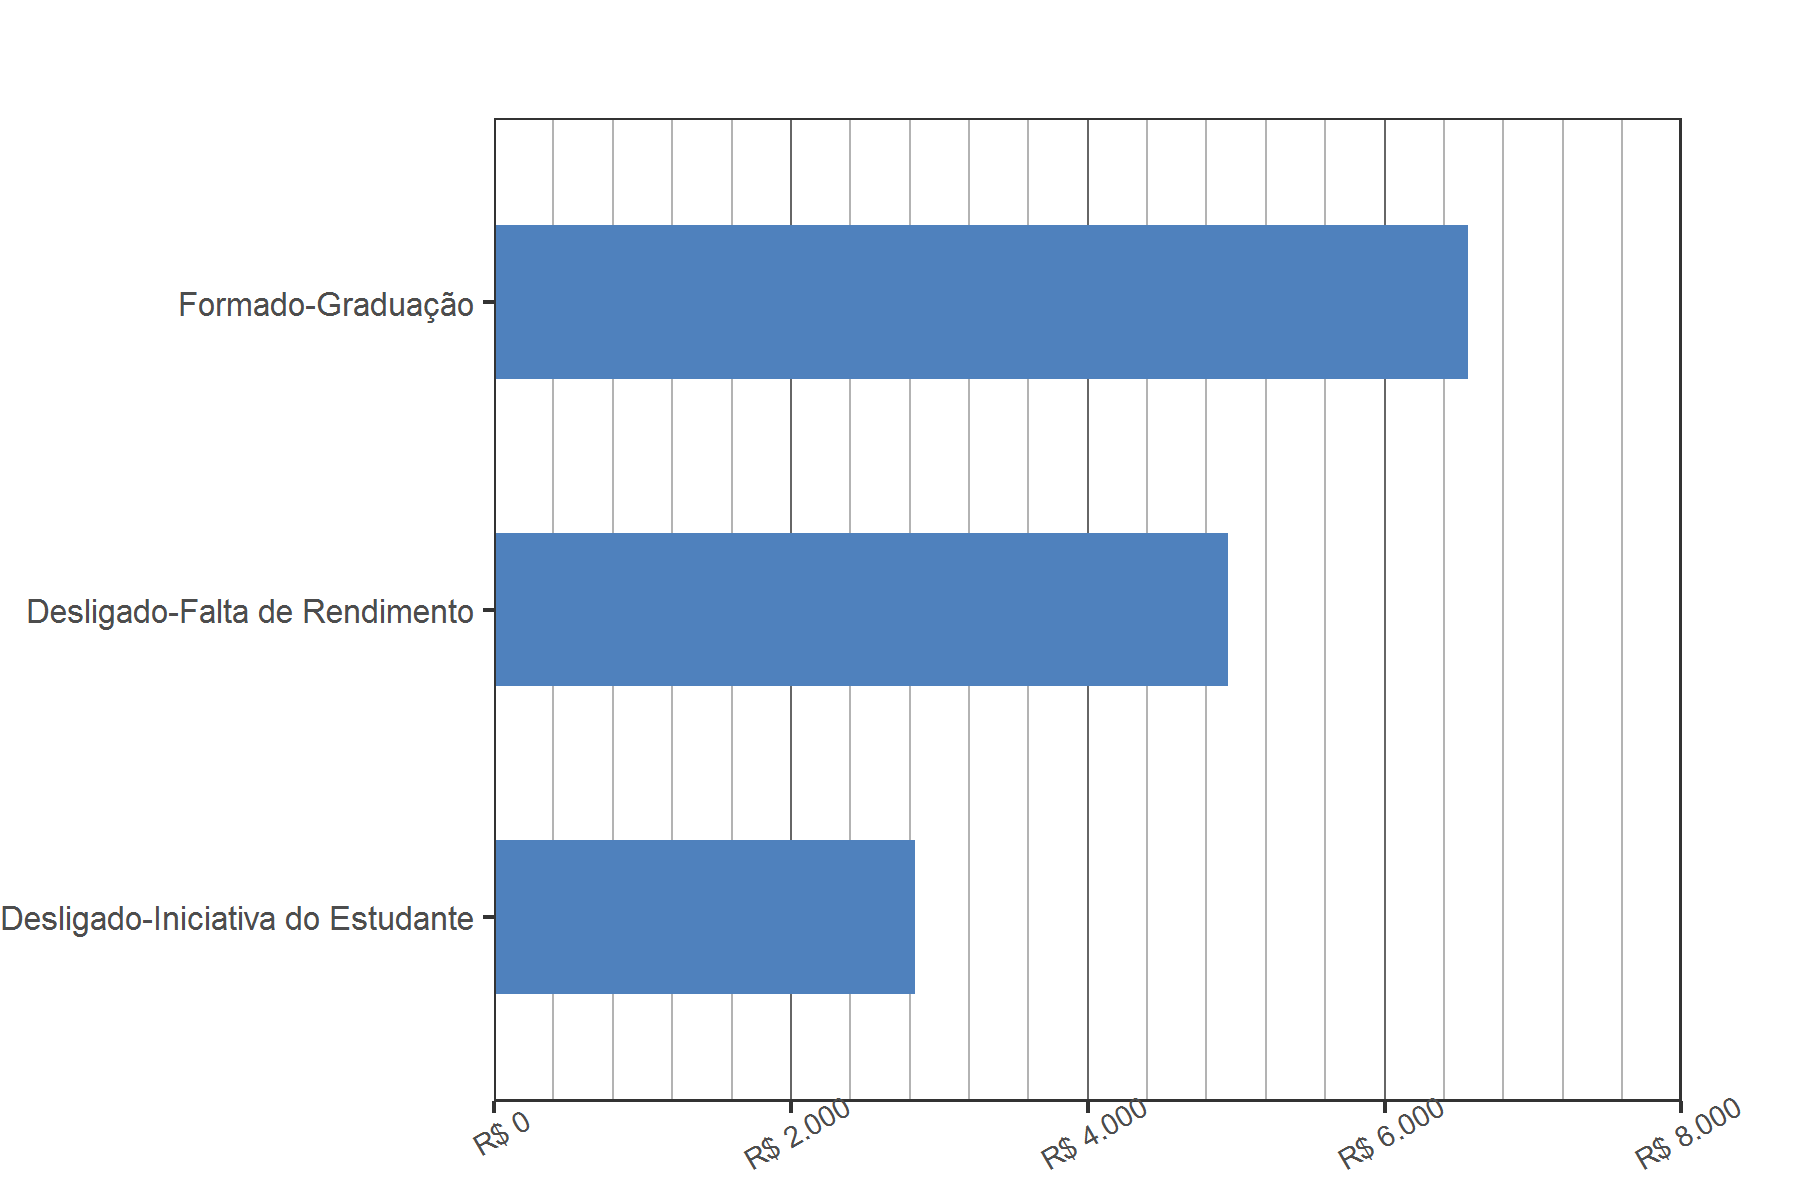 Formado-Graduação
Desligado-Falta de Rendimento
Desligado-Iniciativa do Estudante
R$ 0
R$ 2.000
R$ 4.000
R$ 6.000
R$ 8.000